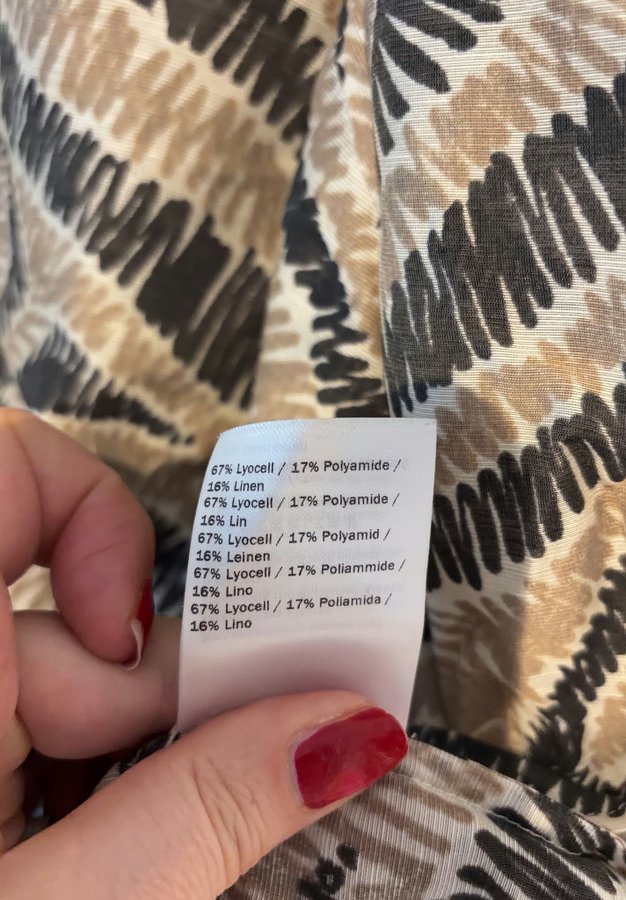 67% Lyocell / 17% Polyamide /
16% Linen
67% Lyocell / 17% Polyamide /
16% Lin
67% Lyocell / 17% Polyamid /
16% Leinen
67% Lyocell / 17% Poliammide /
16% Lino
67% Lyocell / 17% Poliamida /
16% Lino